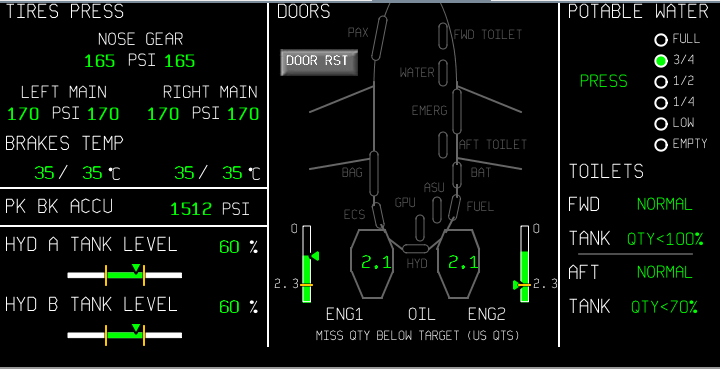 TIRES PRESS
NOSE GEAR
165 PSI 165
LEFT MAIN RIGHT MAIN
170 PSI 170 170 PSI 170
BRAKES TEMP
35/ 35 °C 35/ 35 °C
PK BK ACCU 1512 PSI
HYD A TANK LEVEL 60 %
HYD B TANK LEVEL 60 %
DOORS
PAX FWD TOILET
DOOR RST
WATER
EMERG
AFT TOILET
BAG BAT
ASU
GPU
ECS FUEL
0 0
2.1 2.1
HYD
2.3 2.3
ENG1 OIL ENG2
MISS QTY BELOW TARGET (US QTS)
POTABLE WATER
FULL
3/4
PRESS 1/2
1/4
LOW
EMPTY
TOILETS
FWD NORMAL
TANK QTY<100%
AFT NORMAL
TANK QTY<70%